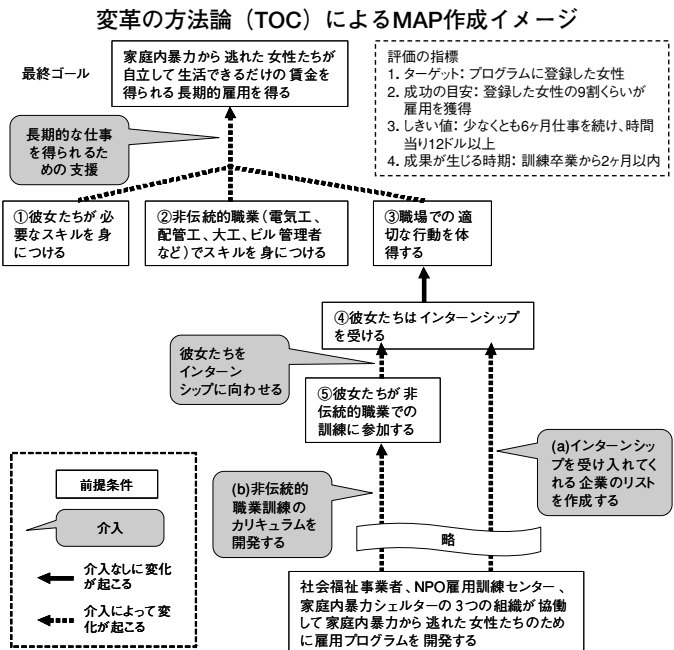 変革の方法論（TOC）によるMAP作成イメージ
最終ゴール
家庭内暴力から 逃れた 女性たちが
自立して 生活できるだけの 賃金を
得られる 長期的雇用を得る
評価の指標
1. ターゲット: プログラムに登録した女性
2. 成功の目安: 登録した女性の9割くらいが
雇用を獲得
3. しきい値: 少なくとも6ヶ月仕事を続け、時間
当り12ドル以上
4. 成果が生じる時期: 訓練卒業から2ヶ月以内
長期的な仕事
を得られるた
めの 支援
①彼女たちが 必
要なスキルを 身
につける
②非伝統的職業（電気工、
配管工、大工、ビル 管理者
など）でスキルを 身につける
③職場での 適
切な行動を体
得する
④彼女たちは インターンシップ
を受ける
彼女たちを
インターン
シップに向わせる
⑤彼女たちが 非
伝統的職業での
訓練に参加する
(a)インターンシッ
プを受け入れてく
れる 企業のリスト
を作成する
(b)非伝統的
職業訓練の
カリキュラムを
開発する
略
前提条件
介入
介入なしに変化
が起こる
介入によって変
化が起こる
社会福祉事業者、NPO雇用訓練センター、
家庭内暴力シェルターの 3つの組織が 協働
して 家庭内暴力から 逃れた 女性たちのため
に雇用プログラムを 開発する